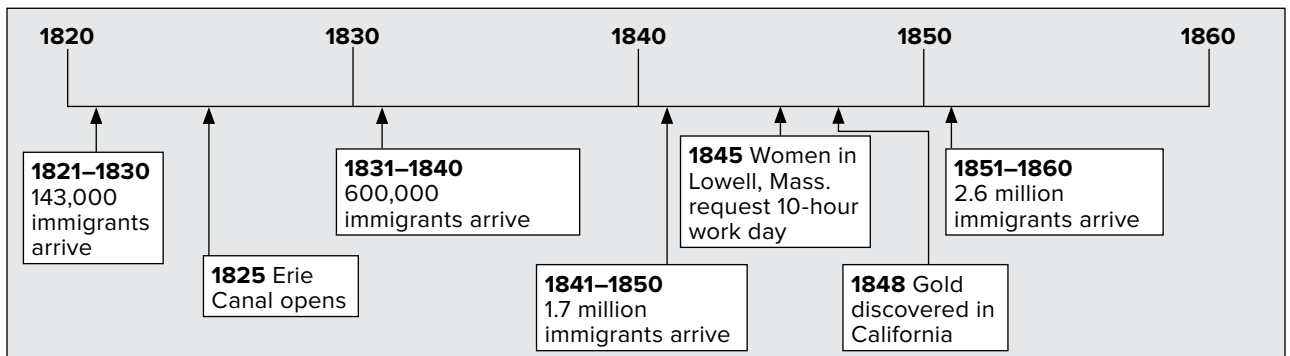 1820 1830 1840 1850 1860
1821–1830
143,000
immigrants
arrive
1825 Erie
Canal opens
1831–1840
600,000
immigrants arrive
1841–1850
1.7 million
immigrants arrive
1845 Women in
Lowell, Mass.
request 10-hour
work day
1848 Gold
discovered in
California
1851–1860
2.6 million
immigrants arrive